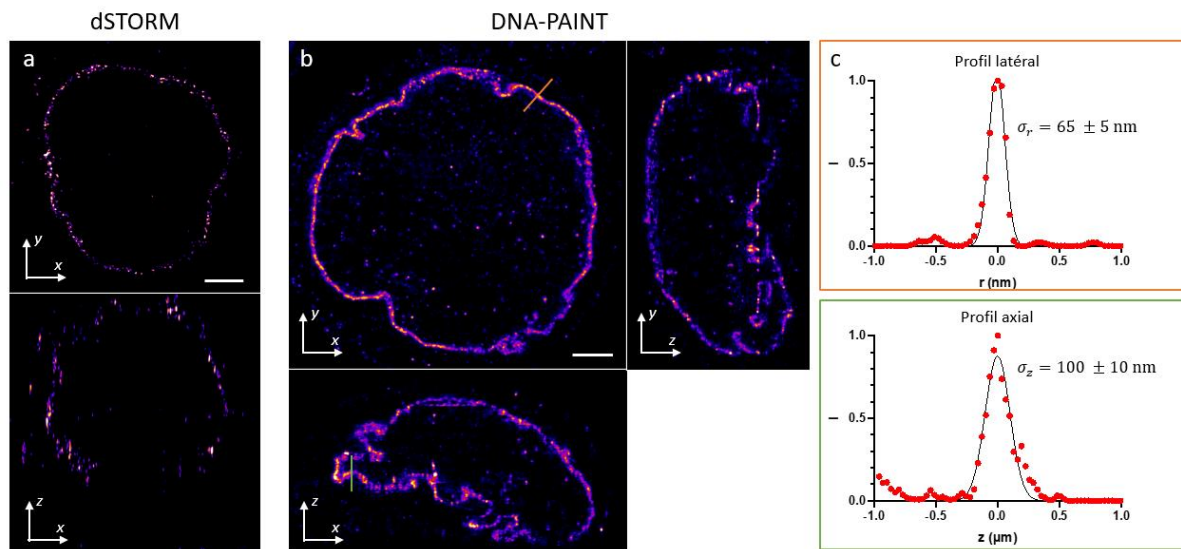 dSTORM
DNA-PAINT
a
y
x
z
x
b
y
x
y
z
z
x
c
Profil latéral
1.0
0.5
0.0
I
σr = 65 ± 5 nm
-1.0 -0.5 0.0 0.5 1.0
r (nm)
Profil axial
1.0
0.5
0.0
I
σz = 100 ± 10 nm
-1.0 -0.5 0.0 0.5 1.0
z (µm)